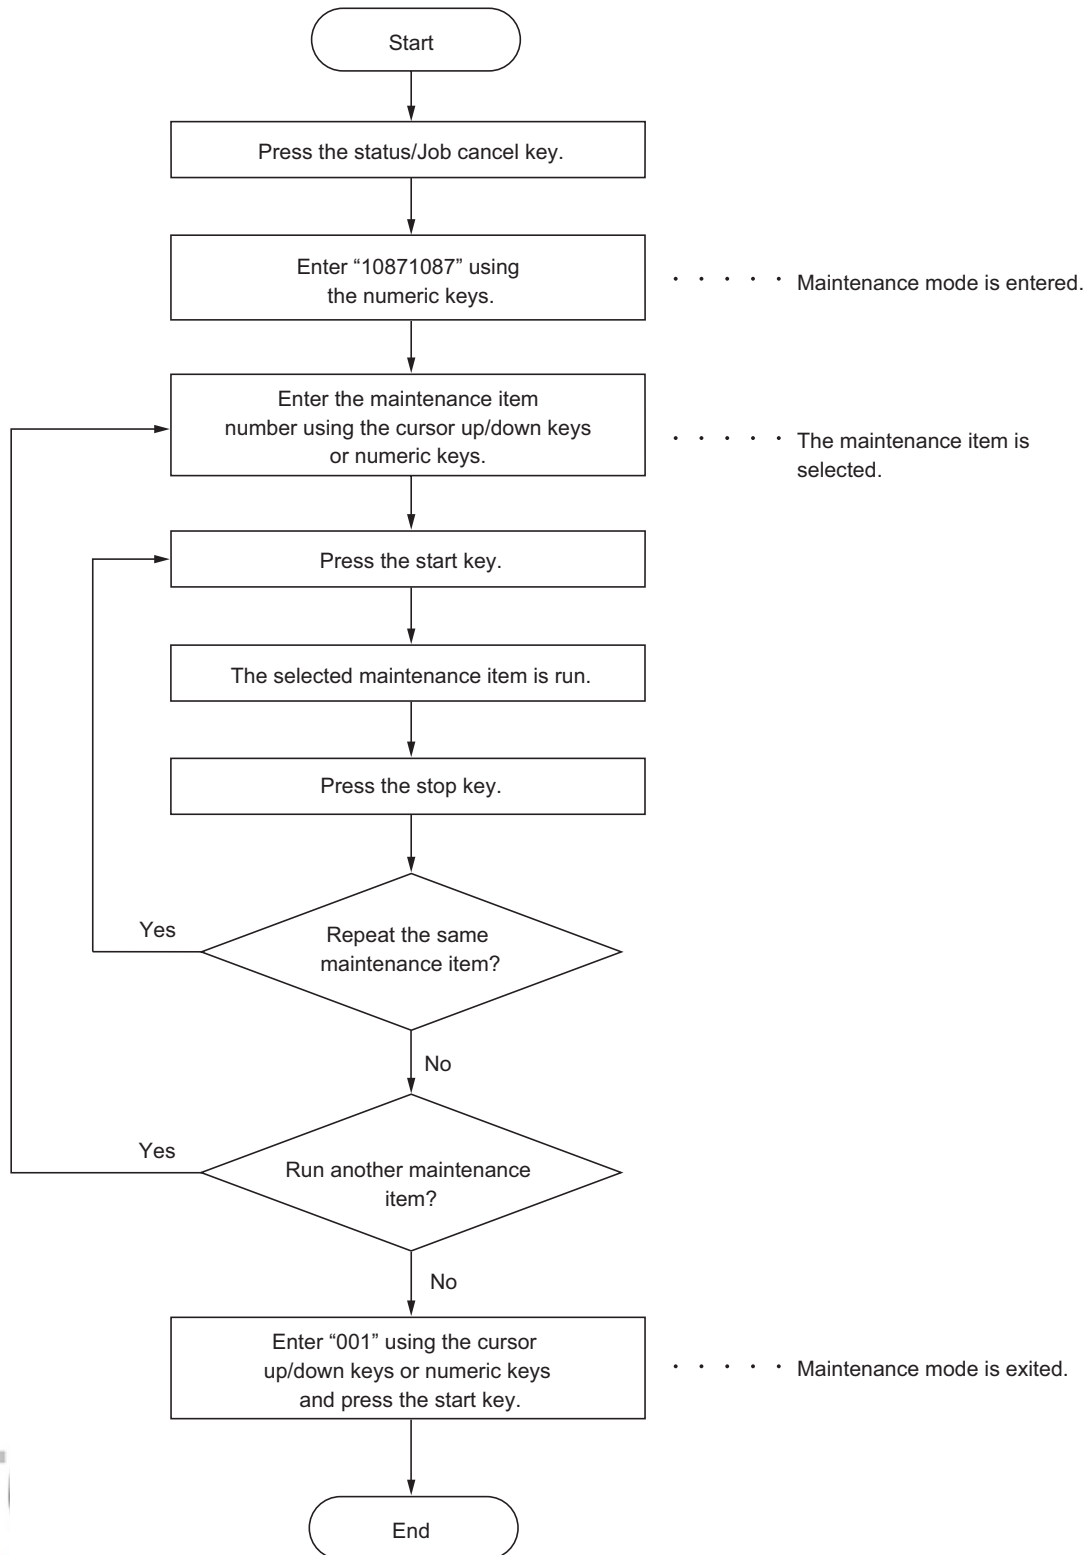 Start
Press the status/Job cancel key.
Enter “10871087” using
the numeric keys.
Maintenance mode is entered.
Enter the maintenance item
number using the cursor up/down keys
or numeric keys.
The maintenance item is
selected.
Press the start key.
The selected maintenance item is run.
Press the stop key.
Yes
Repeat the same
maintenance item?
No
Yes
Run another maintenance
item?
No
Enter “001” using the cursor
up/down keys or numeric keys
and press the start key.
Maintenance mode is exited.
End